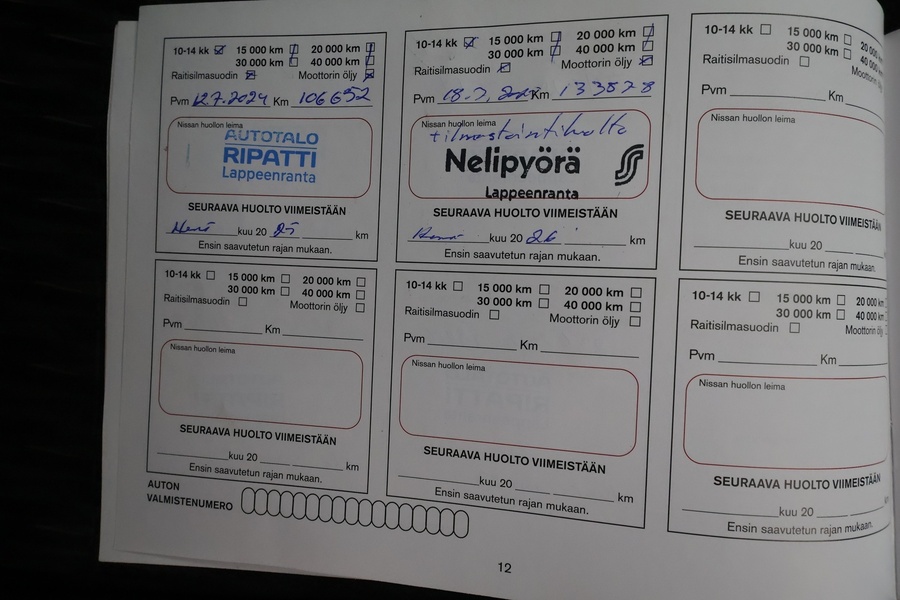 10-14 kk 15 000 km 20 000 km
30 000 km 40 000 km
Raitisilmasuodin Moottorin öljy
Pvm 12.7.2024 Km 106652
Nissan huollon leima
AUTOTALO
RIPATTI
Lappeenranta
SEURAAVA HUOLTO VIIMEISTÄÄN
kuu 20 25 km
Ensin saavutetun rajan mukaan.
10-14 kk 15 000 km 20 000 km
30 000 km 40 000 km
Raitisilmasuodin Moottorin öljy
Pvm 18.7. Km 133878
Nissan huollon leima
+ ilmastointihuolto
Nelipyörä
Lappeenranta
SEURAAVA HUOLTO VIIMEISTÄÄN
kuu 20 26 km
Ensin saavutetun rajan mukaan.
10-14 kk 15 000 km 20 000
30 000 km 40 000
Raitisilmasuodin Moottorin
Pvm Km
Nissan huollon leima
SEURAAVA HUOLTO VIIMEISTÄÄN
kuu 20
Ensin saavutetun rajan mukaan.
10-14 kk 15 000 km 20 000 km
30 000 km 40 000 km
Raitisilmasuodin Moottorin öljy
Pvm Km
Nissan huollon leima
SEURAAVA HUOLTO VIIMEISTÄÄN
kuu 20 km
Ensin saavutetun rajan mukaan.
10-14 kk 15 000 km 20 000 km
30 000 km 40 000 km
Raitisilmasuodin Moottorin öljy
Pvm Km
Nissan huollon leima
SEURAAVA HUOLTO VIIMEISTÄÄN
kuu 20 km
Ensin saavutetun rajan mukaan.
10-14 kk 15 000 km 20 000 km
30 000 km 40 000 km
Raitisilmasuodin Moottorin öljy
Pvm Km
Nissan huollon leima
SEURAAVA HUOLTO VIIMEISTÄÄN
kuu 20
Ensin saavutetun rajan mukaan.
AUTON
VALMISTENUMERO
12